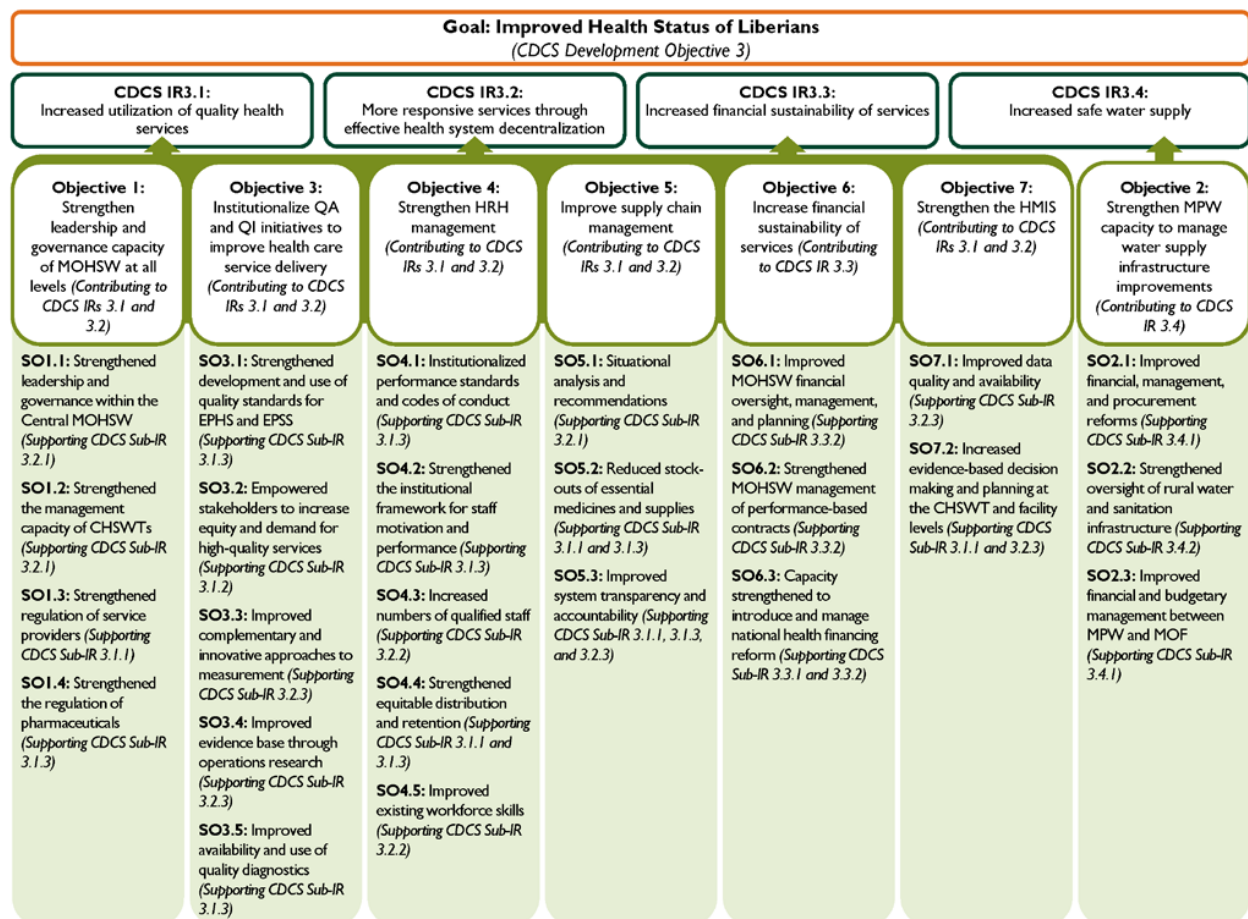 Goal: Improved Health Status of Liberians
(CDCS Development Objective 3)
CDCS IR3.1:
Increased utilization of quality health
services
CDCS IR3.2:
More responsive services through
effective health system decentralization
CDCS IR3.3:
Increased financial sustainability of services
CDCS IR3.4:
Increased safe water supply
Objective 1:
Strengthen
leadership and
governance capacity
of MOHSW at all
levels (Contributing to
CDCS IRs 3.1 and
3.2)
SO1.1: Strengthened
leadership and
governance within the
Central MOHSW
(Supporting CDCS Sub-IR
3.2.1)
SO1.2: Strengthened
the management
capacity of CHSWTs
(Supporting CDCS Sub-IR
3.2.1)
SO1.3: Strengthened
regulation of service
providers (Supporting
CDCS Sub-IR 3.1.1)
SO1.4: Strengthened
the regulation of
pharmaceuticals
(Supporting CDCS Sub-IR
3.1.3)
Objective 3:
Institutionalize QA
and QI initiatives to
improve health care
service delivery
(Contributing to CDCS
IRs 3.1 and 3.2)
SO3.1: Strengthened
development and use of
quality standards for
EPHS and EPSS
(Supporting CDCS Sub-IR
3.1.3)
SO3.2: Empowered
stakeholders to increase
equity and demand for
high-quality services
(Supporting CDCS Sub-IR
3.1.2)
SO3.3: Improved
complementary and
innovative approaches to
measurement (Supporting
CDCS Sub-IR 3.2.3)
SO3.4: Improved
evidence base through
operations research
(Supporting CDCS Sub-IR
3.2.3)
SO3.5: Improved
availability and use of
quality diagnostics
(Supporting CDCS Sub-IR
3.1.3)
Objective 4:
Strengthen HRH
management
(Contributing to CDCS
IRs 3.1 and 3.2)
SO4.1: Institutionalized
performance standards
and codes of conduct
(Supporting CDCS Sub-IR
3.1.3)
SO4.2: Strengthened
the institutional
framework for staff
motivation and
performance (Supporting
CDCS Sub-IR 3.1.3)
SO4.3: Increased
numbers of qualified staff
(Supporting CDCS Sub-IR
3.2.2)
SO4.4: Strengthened
equitable distribution
and retention (Supporting
CDCS Sub-IR 3.1.1 and
3.1.3)
SO4.5: Improved
existing workforce skills
(Supporting CDCS Sub-IR
3.2.2)
Objective 5:
Improve supply chain
management
(Contributing to CDCS
IRs 3.1 and 3.2)
SO5.1: Situational
analysis and
recommendations
(Supporting CDCS Sub-IR
3.2.1)
SO5.2: Reduced stock-
outs of essential
medicines and supplies
(Supporting CDCS Sub-IR
3.1.1 and 3.1.3)
SO5.3: Improved
system transparency and
accountability (Supporting
CDCS Sub-IR 3.1.1, 3.1.3,
and 3.2.3)
Objective 6:
Increase financial
sustainability of
services (Contributing
to CDCS IR 3.3)
SO6.1: Improved
MOHSW financial
oversight, management,
and planning (Supporting
CDCS Sub-IR 3.3.2)
SO6.2: Strengthened
MOHSW management
of performance-based
contracts (Supporting
CDCS Sub-IR 3.3.2)
SO6.3: Capacity
strengthened to
introduce and manage
national health financing
reform (Supporting CDCS
Sub-IR 3.3.1 and 3.3.2)
Objective 7:
Strengthen the HMIS
(Contributing to CDCS
IRs 3.1 and 3.2)
SO7.1: Improved data
quality and availability
(Supporting CDCS Sub-IR
3.2.3)
SO7.2: Increased
evidence-based decision
making and planning at
the CHSWT and facility
levels (Supporting CDCS
Sub-IR 3.1.1 and 3.2.3)
Objective 2:
Strengthen MPW
capacity to manage
water supply
infrastructure
improvements
(Contributing to CDCS
IR 3.4)
SO2.1: Improved
financial, management,
and procurement
reforms (Supporting
CDCS Sub-IR 3.4.1)
SO2.2: Strengthened
oversight of rural water
and sanitation
infrastructure (Supporting
CDCS Sub-IR 3.4.2)
SO2.3: Improved
financial and budgetary
management between
MPW and MOF
(Supporting CDCS Sub-IR
3.4.1)